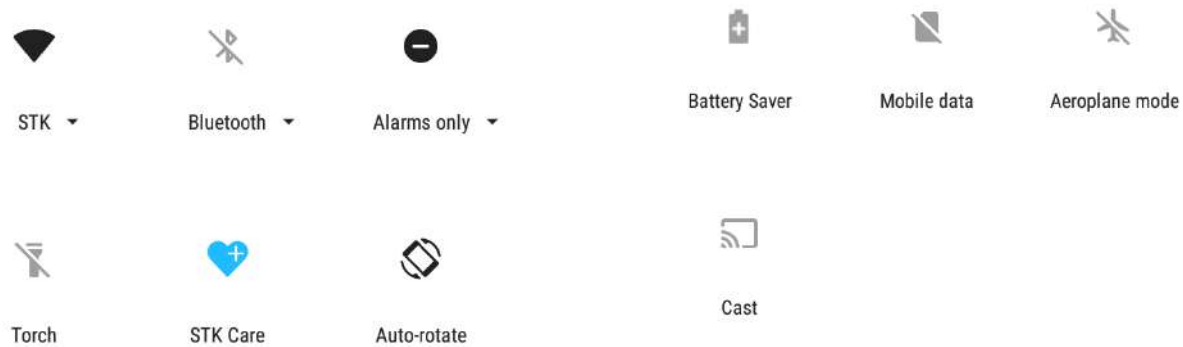 STK
Bluetooth
Alarms only
Battery Saver
Mobile data
Aeroplane mode
Torch
STK Care
Auto-rotate
Cast